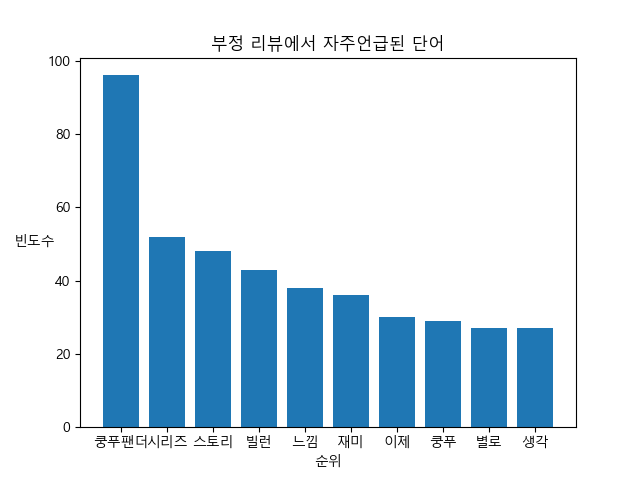 부정 리뷰에서 자주언급된 단어
100
80
60
40
20
0
빈도수
쿵푸팬더 시리즈 스토리 빌런 느낌 재미 이제 쿵푸 별로 생각
순위